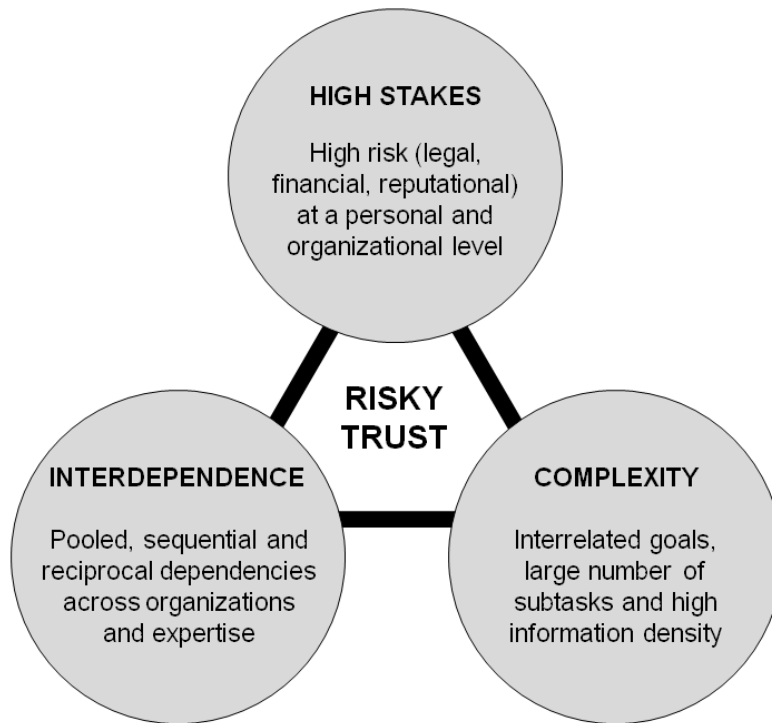 HIGH STAKES
High risk (legal,
financial, reputational)
at a personal and
organizational level
RISKY
TRUST
INTERDEPENDENCE
Pooled, sequential and
reciprocal dependencies
across organizations
and expertise
COMPLEXITY
Interrelated goals,
large number of
subtasks and high
information density